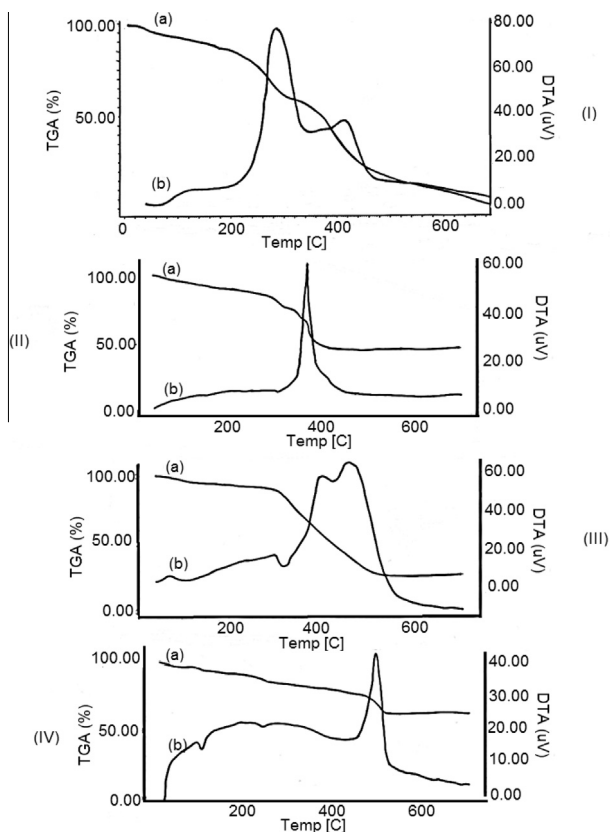 (a)
100.00
50.00
TGA (%)
(b)
80.00
60.00
40.00
20.00
0.00
DTA (uV)
(I)
0 200 400 600
Temp [C]
(a)
100.00
50.00
0.00
TGA (%)
(II)
(b)
60.00
40.00
20.00
0.00
DTA (uV)
200 400 600
Temp [C]
(a)
100.00
50.00
0.00
TGA (%)
(b)
60.00
40.00
20.00
0.00
DTA (uV)
(III)
200 400 600
Temp [C]
(a)
100.00
50.00
0.00
TGA (%)
(IV)
(b)
40.00
30.00
20.00
10.00
0.00
DTA (uV)
200 400 600
Temp [C]